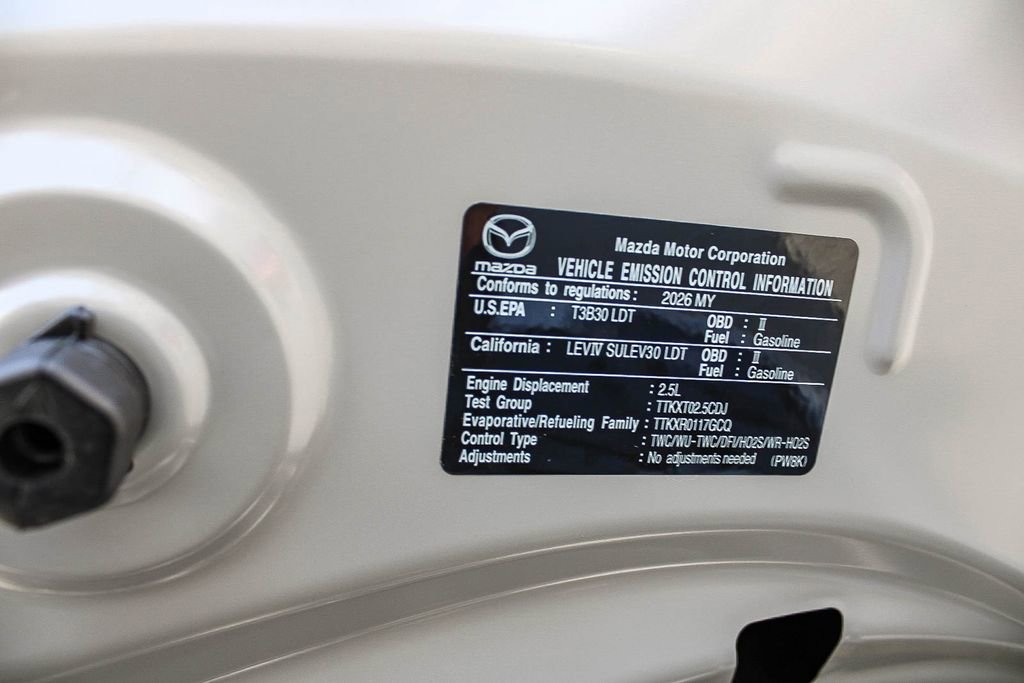 mazda
Mazda Motor Corporation
VEHICLE EMISSION CONTROL INFORMATION
Conforms to regulations : 2026 MY
U.S.EPA : T3B30 LDT OBD : II
Fuel : Gasoline
California : LEVIV SULEV30 LDT OBD : II
Fuel : Gasoline
Engine Displacement : 2.5L
Test Group : TTKXT02.5CDJ
Evaporative/Refueling Family : TTKXR0117GCQ
Control Type : TWC/WU-TWC/DFI/HO2S/WR-HO2S
Adjustments : No adjustments needed (PW8K)